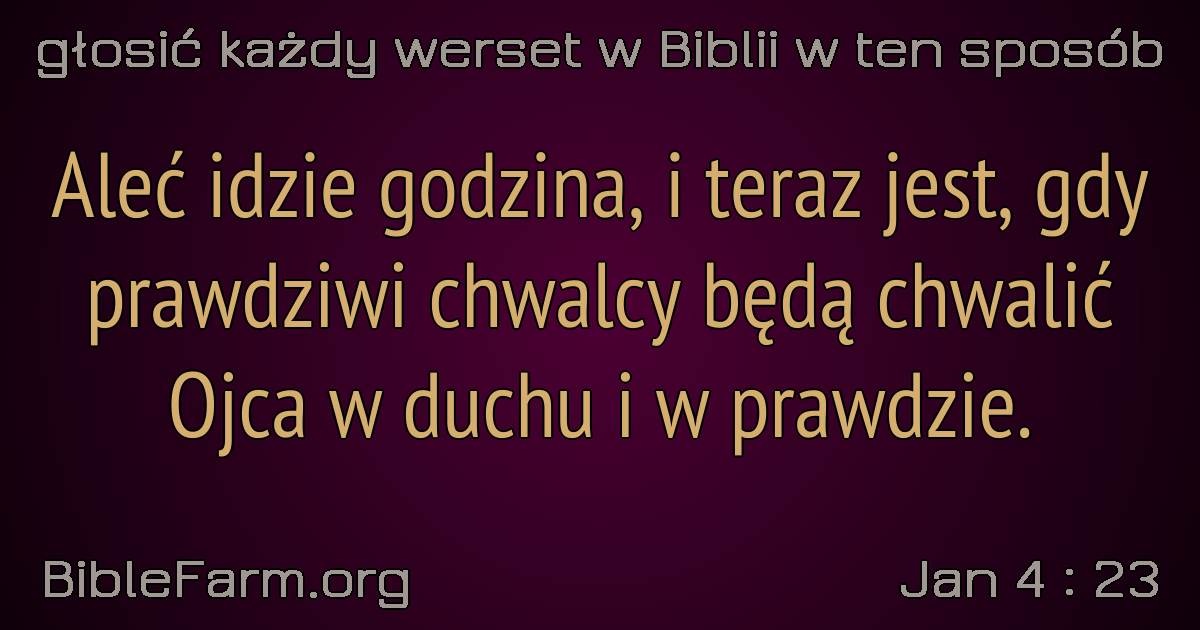 głosić każdy werset w Biblii w ten sposób
Aleć idzie godzina, i teraz jest, gdy
prawdziwi chwalcy będą chwalić
Ojca w duchu i w prawdzie.
BibleFarm.org
Jan 4 : 23